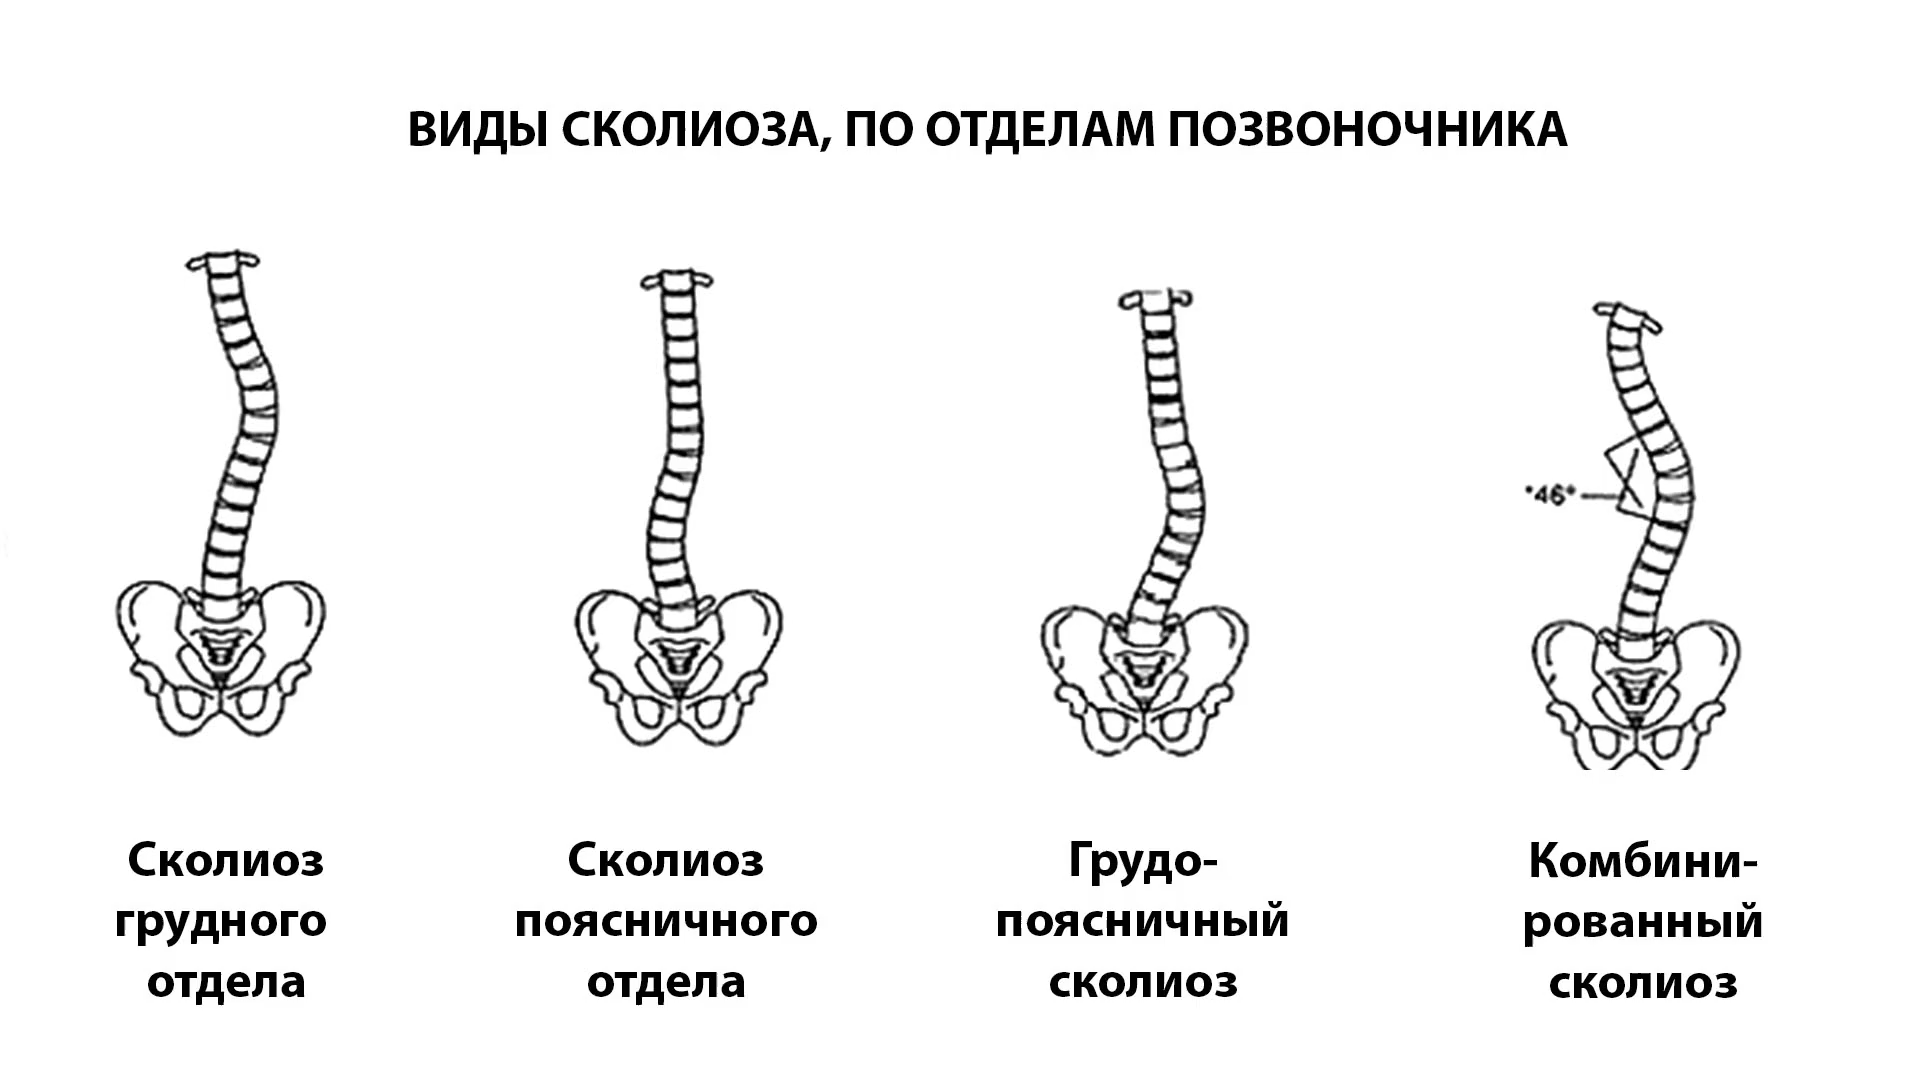 ВИДЫ СКОЛИОЗА, ПО ОТДЕЛАМ ПОЗВОНОЧНИКА
°46°
Сколиоз
грудного
отдела
Сколиоз
поясничного
отдела
Грудо-
поясничный
сколиоз
Комбини-
рованный
сколиоз